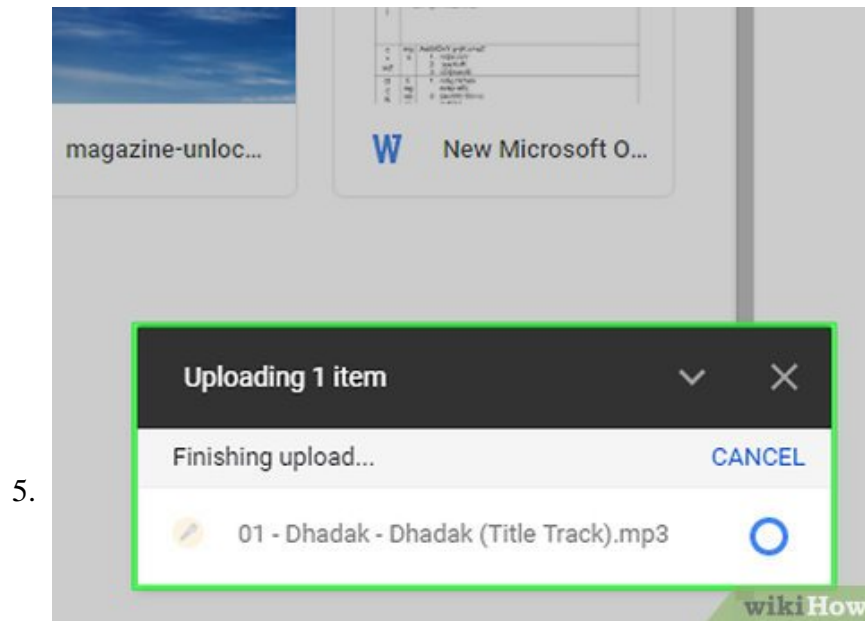 magazine-unloc...
W New Microsoft O...
Uploading 1 item
Finishing upload... CANCEL
5.
01 - Dhadak - Dhadak (Title Track).mp3
wikiHow